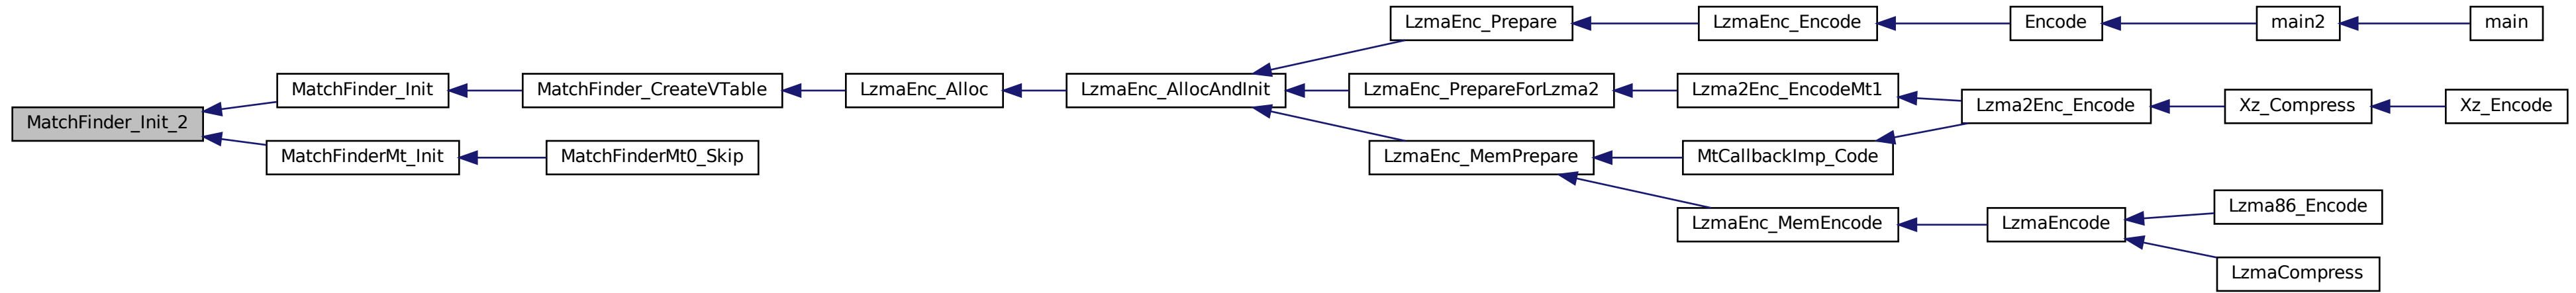 LzmaEnc_Prepare
LzmaEnc_Encode
Encode
main2
main
MatchFinder_Init
MatchFinder_CreateVTable
LzmaEnc_Alloc
LzmaEnc_AllocAndInit
LzmaEnc_PrepareForLzma2
Lzma2Enc_EncodeMt1
Lzma2Enc_Encode
Xz_Compress
Xz_Encode
MatchFinder_Init_2
MatchFinderMt_Init
MatchFinderMt0_Skip
LzmaEnc_MemPrepare
MtCallbackImp_Code
LzmaEnc_MemEncode
LzmaEncode
Lzma86_Encode
LzmaCompress